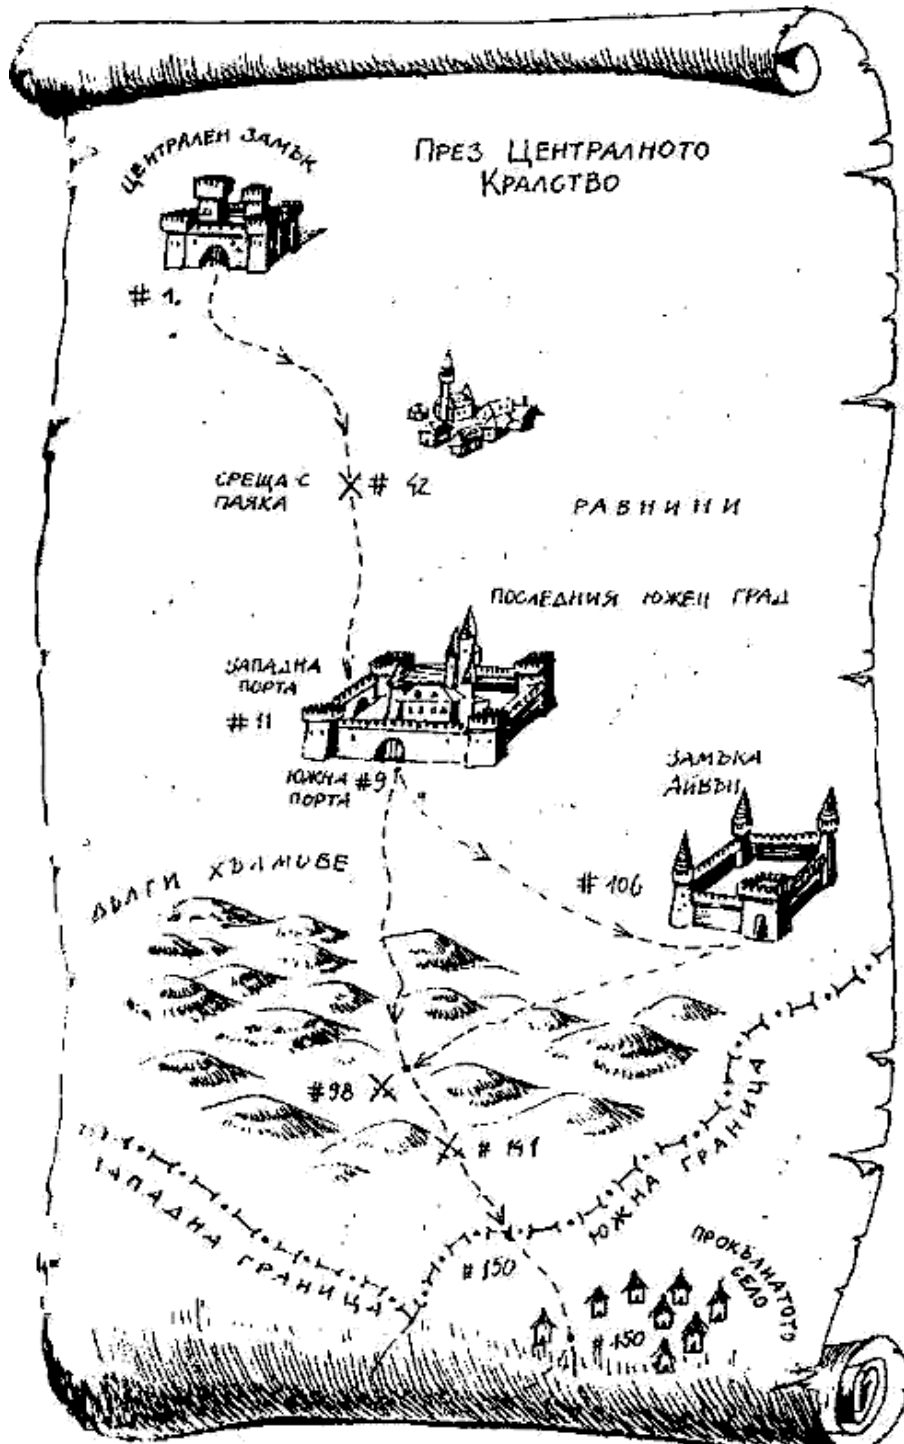 ЦЕНТРАЛЕН ЗАМЪК
ПРЕЗ ЦЕНТРАЛНОТО
КРАЛСТВО
# 1.
СРЕЩА С
ПАЯКА
# 42
РАВНИНИ
ПОСЛЕДНИЯ ЮЖЕН ГРАД
ЗАПАДНА
ПОРТА
# 11
ЮЖНА
ПОРТА
#9
ЗАМЪКА
АЙВЪН
# 106
ДЪЛГИ ХЪЛМОВЕ
#98
# 141
ЗАПАДНА ГРАНИЦА
ЮЖНА ГРАНИЦА
# 150
ПРОКЪЛНАТОТО
СЕЛО
# 150